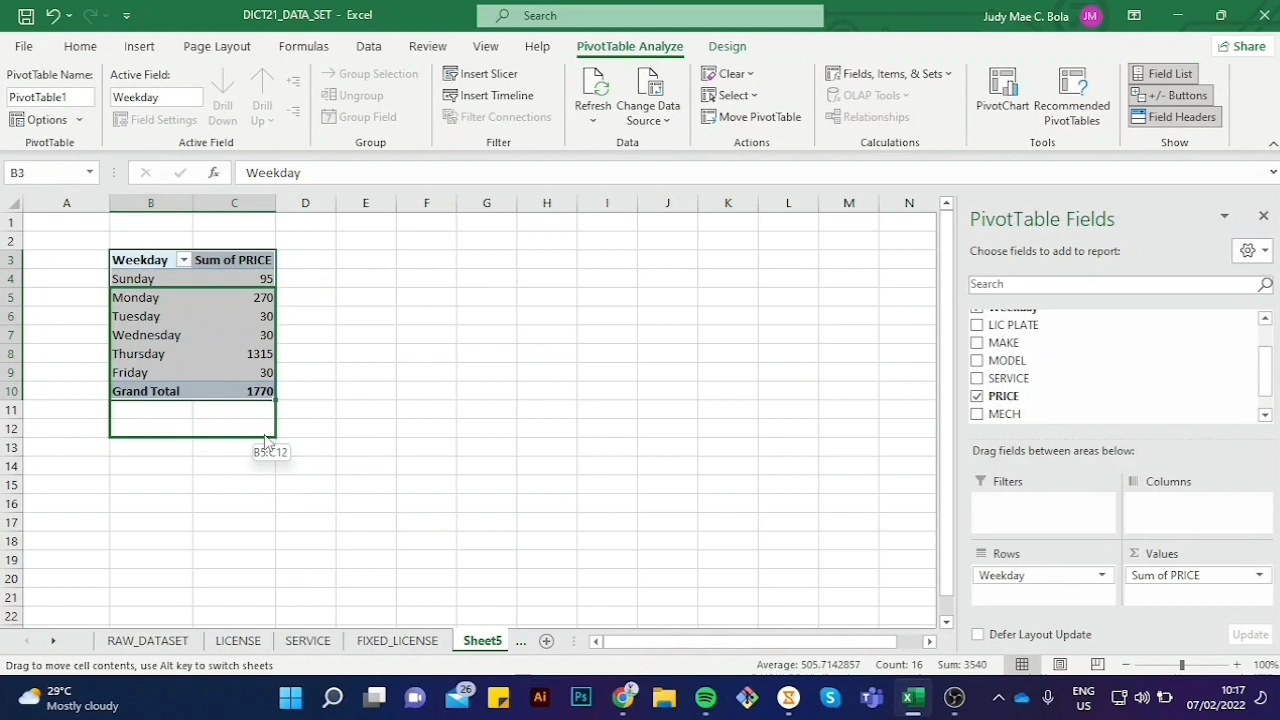 DICT21_DATA_SET - Excel
Search
Judy Mae C. Bola JM
File Home Insert Page Layout Formulas Data Review View Help PivotTable Analyze Design Share
PivotTable Name:
PivotTable1
Options
PivotTable
Active Field:
Weekday
Field Settings
Drill Down
Drill Up
Active Field
Group Selection
Ungroup
Group Field
Group
Insert Slicer
Insert Timeline
Filter Connections
Filter
Refresh
Change Data Source
Data
Clear
Select
Move PivotTable
Actions
Fields, Items, & Sets
OLAP Tools
Relationships
Calculations
PivotChart
Recommended PivotTables
Tools
Field List
+/- Buttons
Field Headers
Show
B3
fx
Weekday
A B C D E F G H I J K L M N
1
2
3 Weekday Sum of PRICE
4 Sunday 95
5 Monday 270
6 Tuesday 30
7 Wednesday 30
8 Thursday 1315
9 Friday 30
10 Grand Total 1770
11
12
B5:C12
13
14
15
16
17
18
19
20
21
22
PivotTable Fields
Choose fields to add to report:
Search
Weekday
LIC PLATE
MAKE
MODEL
SERVICE
PRICE
MECH
Drag fields between areas below:
Filters
Columns
Rows
Weekday
Σ Values
Sum of PRICE
Defer Layout Update
Update
RAW_DATASET LICENSE SERVICE FIXED_LICENSE Sheet5 ...
Drag to move cell contents, use Alt key to switch sheets
Average: 505.7142857 Count: 16 Sum: 3540
100%
29°C
Mostly cloudy
26
Ai
Ps
ENG
US
10:17
07/02/2022